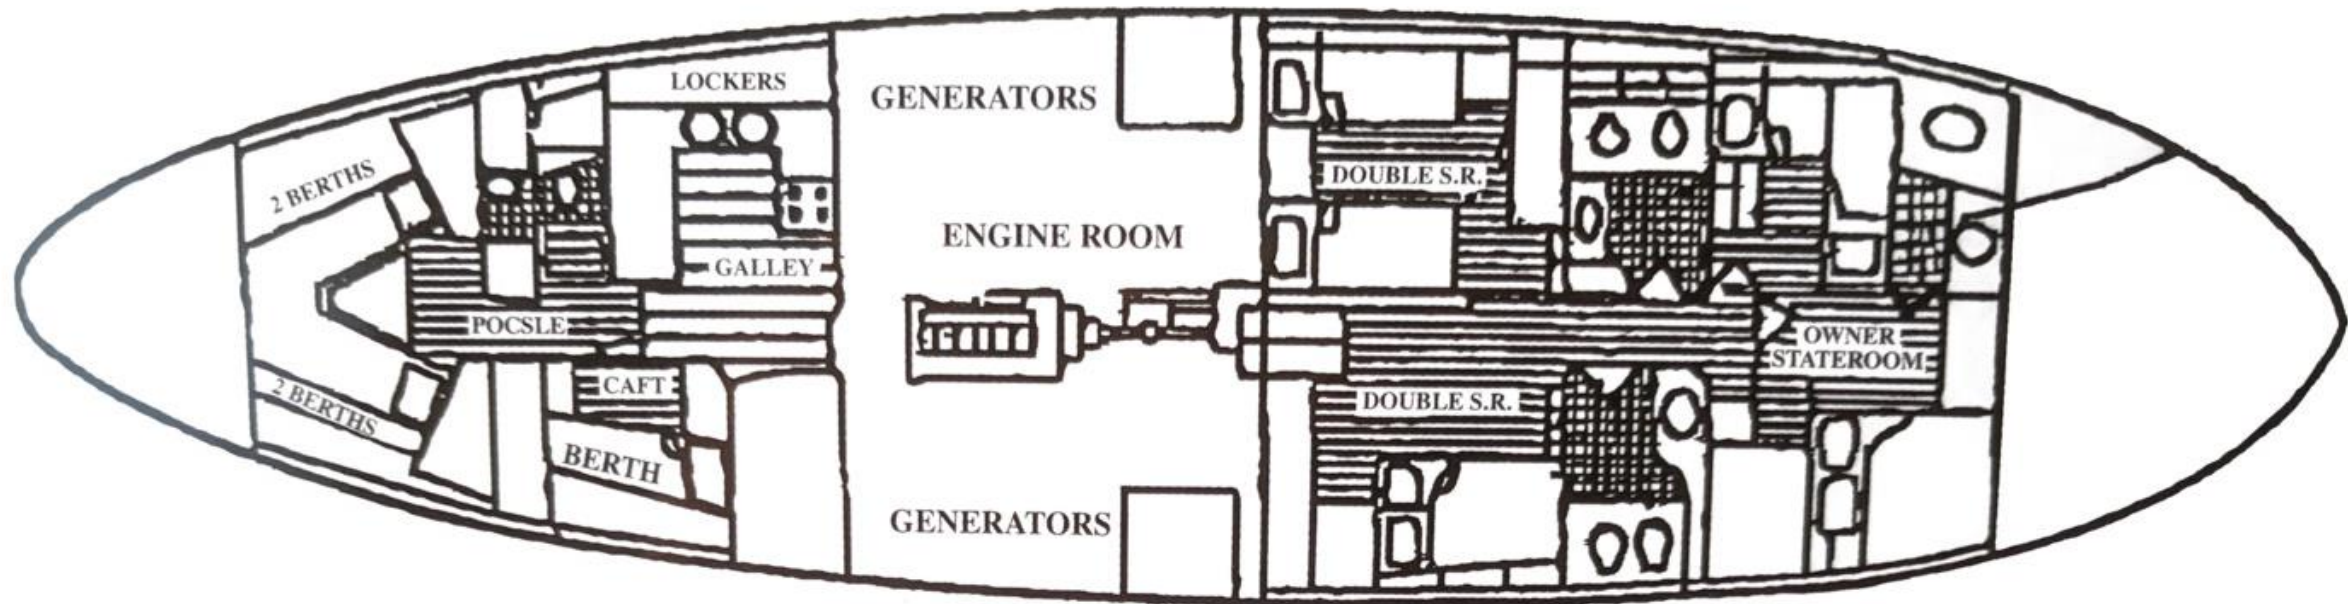 LOCKERS
GENERATORS
2 BERTHS
DOUBLE S.R.
ENGINE ROOM
GALLEY
POCSLE
OWNER
STATEROOM
CAFT
2 BERTHS
DOUBLE S.R.
BERTH
GENERATORS